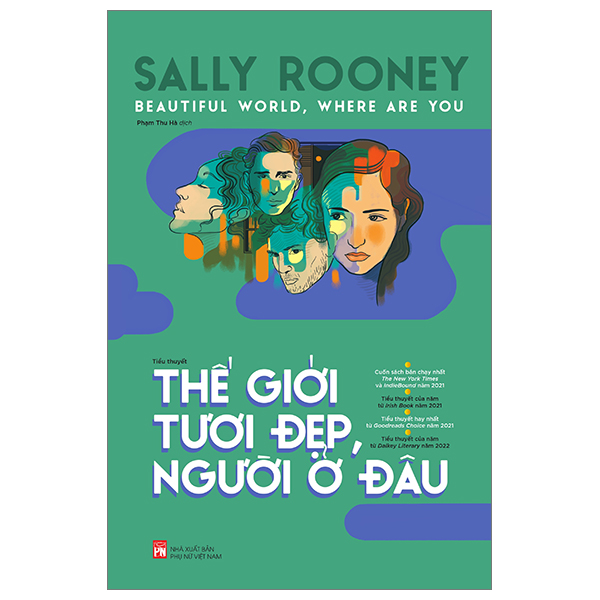 SALLY ROONEY
BEAUTIFUL WORLD, WHERE ARE YOU
Phạm Thu Hà dịch
Tiểu thuyết
THẾ GIỚI
TƯƠI ĐẸP,
NGƯỜI Ở ĐÂU
Cuốn sách bán chạy nhất
The New York Times
và IndieBound năm 2021
Tiểu thuyết của năm
từ Irish Book năm 2021
Tiểu thuyết hay nhất
từ Goodreads Choice năm 2021
Tiểu thuyết của năm
từ Dalkey Literary năm 2022
PN
NHÀ XUẤT BẢN
PHỤ NỮ VIỆT NAM